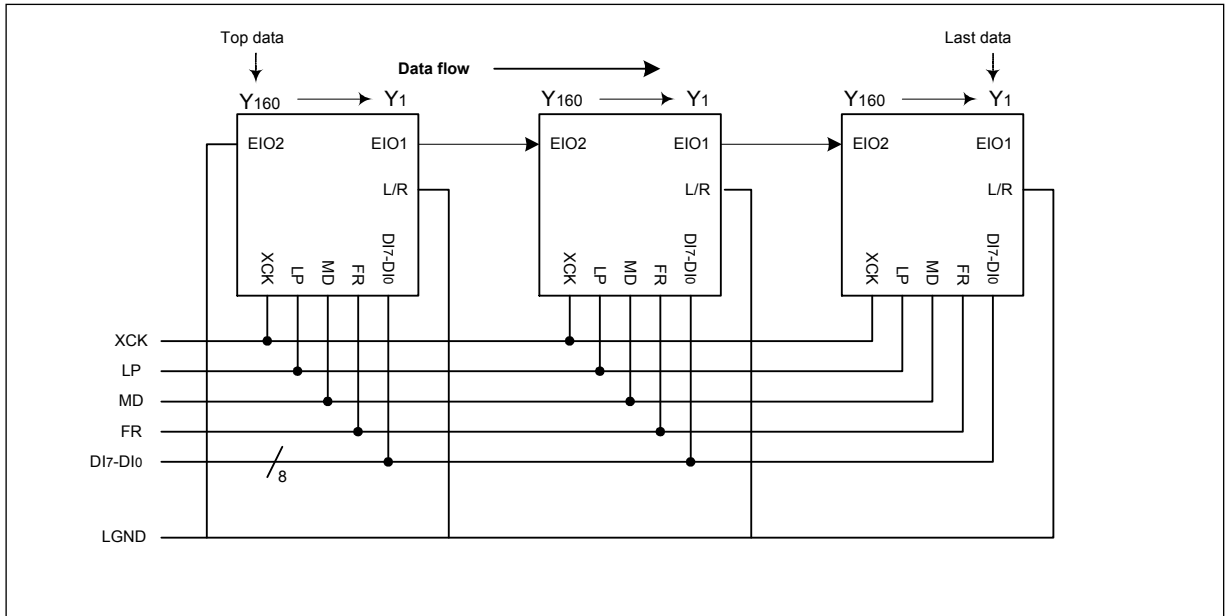 Top data
Last data
Data flow
Y160 Y1 Y160 Y1 Y160 Y1
EIO2 EIO1 EIO2 EIO1 EIO2 EIO1
L/R L/R L/R
XCK LP MD FR DI7-DI0 XCK LP MD FR DI7-DI0 XCK LP MD FR DI7-DI0
XCK
LP
MD
FR
DI7-DI0
8
LGND